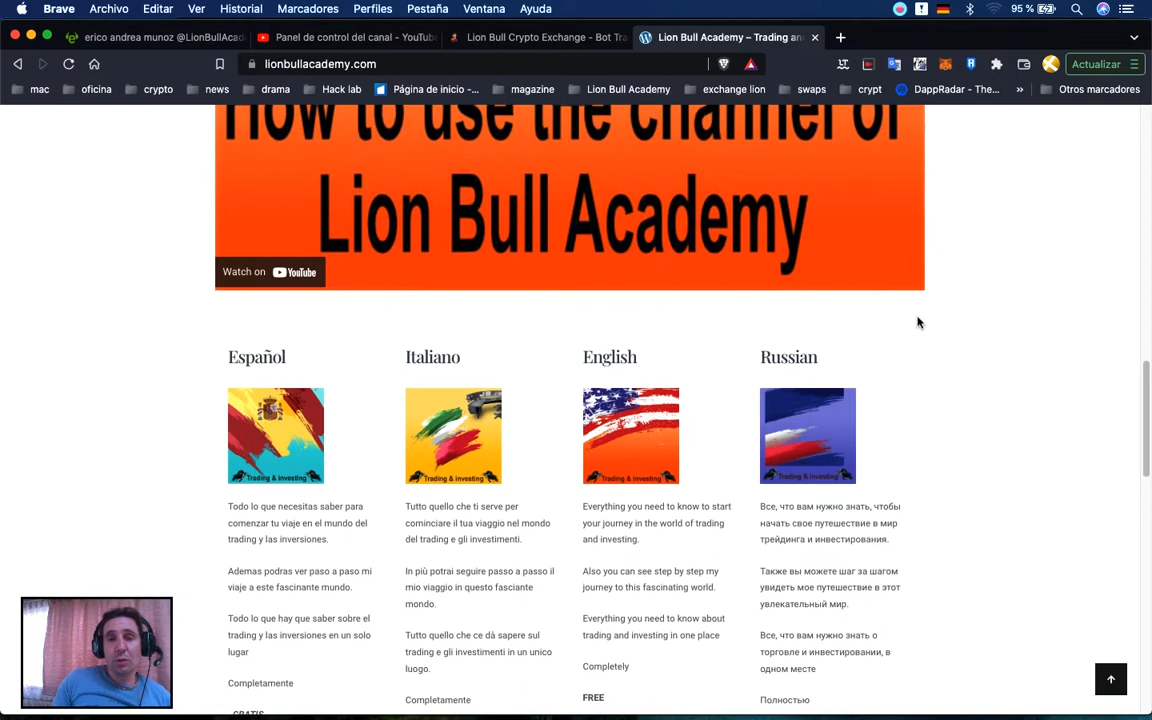 Brave Archivo Editar Ver Historial Marcadores Perfiles Pestaña Ventana Ayuda 95 %
erico andrea munoz @LionBullAcad
Panel de control del canal - YouTube
Lion Bull Crypto Exchange - Bot Tra
Lion Bull Academy – Trading an
lionbullacademy.com
Actualizar
mac oficina crypto news drama Hack lab Página de inicio -... magazine Lion Bull Academy exchange lion swaps crypt DappRadar - The... » Otros marcadores
How to use the channel of
Lion Bull Academy
Watch on YouTube
Español
Trading & investing
Todo lo que necesitas saber para
comenzar tu viaje en el mundo del
trading y las inversiones.
Ademas podras ver paso a paso mi
viaje a este fascinante mundo.
Todo lo que hay que saber sobre el
trading y las inversiones en un solo
lugar
Completamente
GRATIS
Italiano
Trading & investing
Tutto quello che ti serve per
cominciare il tua viaggio nel mondo
del trading e gli investimenti.
In più potrai seguire passo a passo il
mio viaggio in questo fasciante
mondo.
Tutto quello che ce dà sapere sul
trading e gli investimenti in un unico
luogo.
Completamente
English
Trading & investing
Everything you need to know to start
your journey in the world of trading
and investing.
Also you can see step by step my
journey to this fascinating world.
Everything you need to know about
trading and investing in one place
Completely
FREE
Russian
Trading & investing
Все, что вам нужно знать, чтобы
начать свое путешествие в мир
трейдинга и инвестирования.
Также вы можете шаг за шагом
увидеть мое путешествие в этот
увлекательный мир.
Все, что вам нужно знать о
торговле и инвестировании, в
одном месте
Полностью